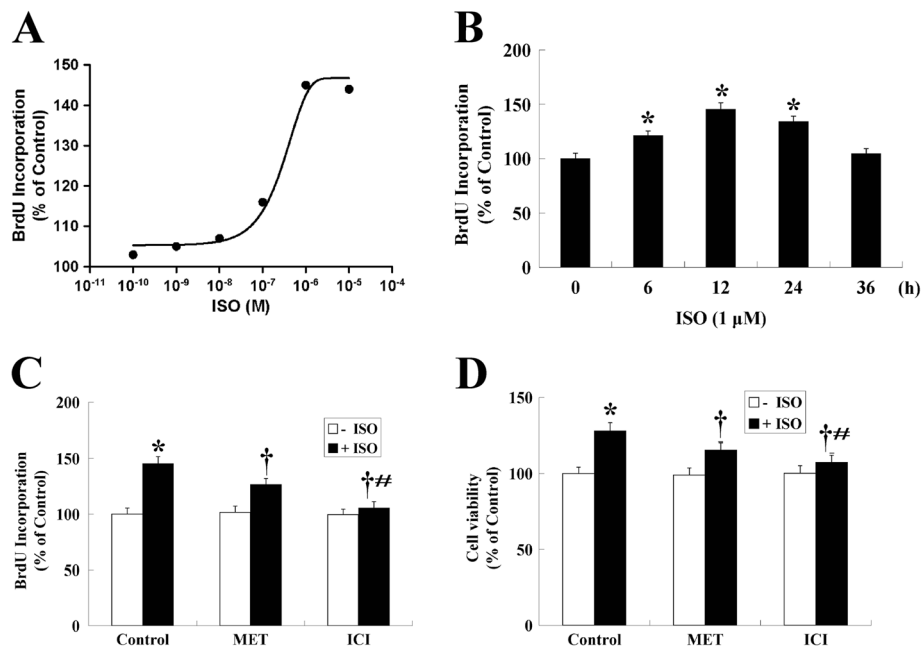 A
BrdU Incorporation
(% of Control)
150
140
130
120
110
100
10-11 10-10 10-9 10-8 10-7 10-6 10-5 10-4
ISO (M)
B
BrdU Incorporation
(% of Control)
200
150
100
50
0
* * *
0 6 12 24 36 (h)
ISO (1 μM)
C
BrdU Incorporation
(% of Control)
200
150
100
50
0
- ISO
+ ISO
* † †#
Control MET ICI
D
Cell viability
(% of Control)
150
100
50
0
- ISO
+ ISO
* † †#
Control MET ICI